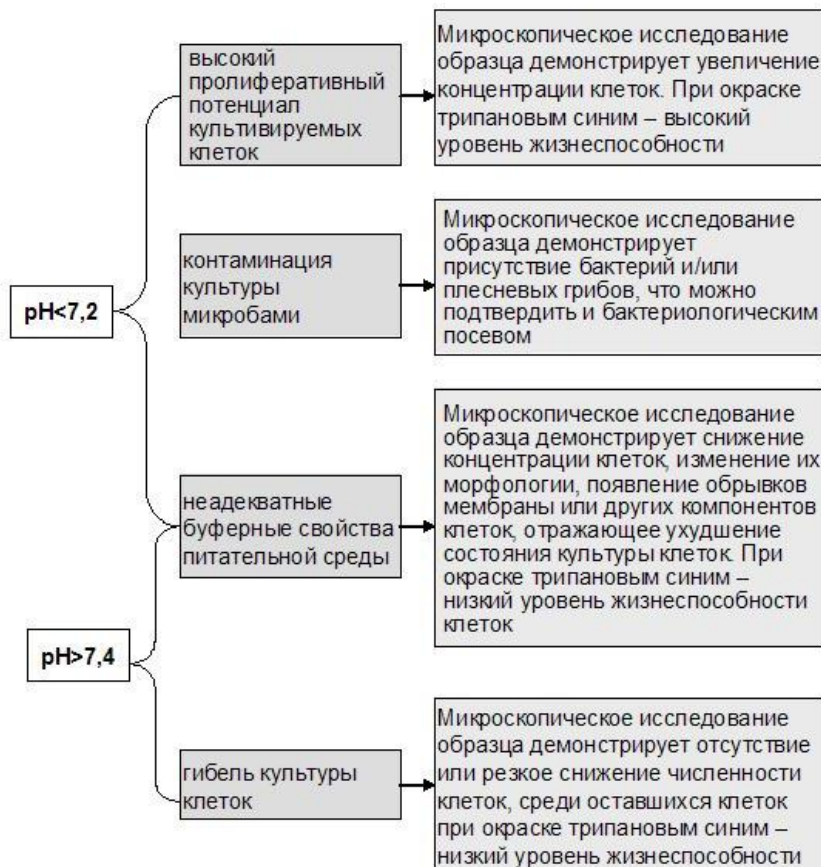 высокий
пролиферативный
потенциал
культивируемых
клеток
Микроскопическое исследование
образца демонстрирует увеличение
концентрации клеток. При окраске
трипановым синим – высокий
уровень жизнеспособности
контаминация
культуры
микробами
Микроскопическое исследование
образца демонстрирует
присутствие бактерий и/или
плесневых грибов, что можно
подтвердить и бактериологическим
посевом
pH<7,2
неадекватные
буферные свойства
питательной среды
Микроскопическое исследование
образца демонстрирует снижение
концентрации клеток, изменение их
морфологии, появление обрывков
мембраны или других компонентов
клеток, отражающее ухудшение
состояния культуры клеток. При
окраске трипановым синим –
низкий уровень жизнеспособности
клеток
pH>7,4
гибель культуры
клеток
Микроскопическое исследование
образца демонстрирует отсутствие
или резкое снижение численности
клеток, среди оставшихся клеток
при окраске трипановым синим –
низкий уровень жизнеспособности